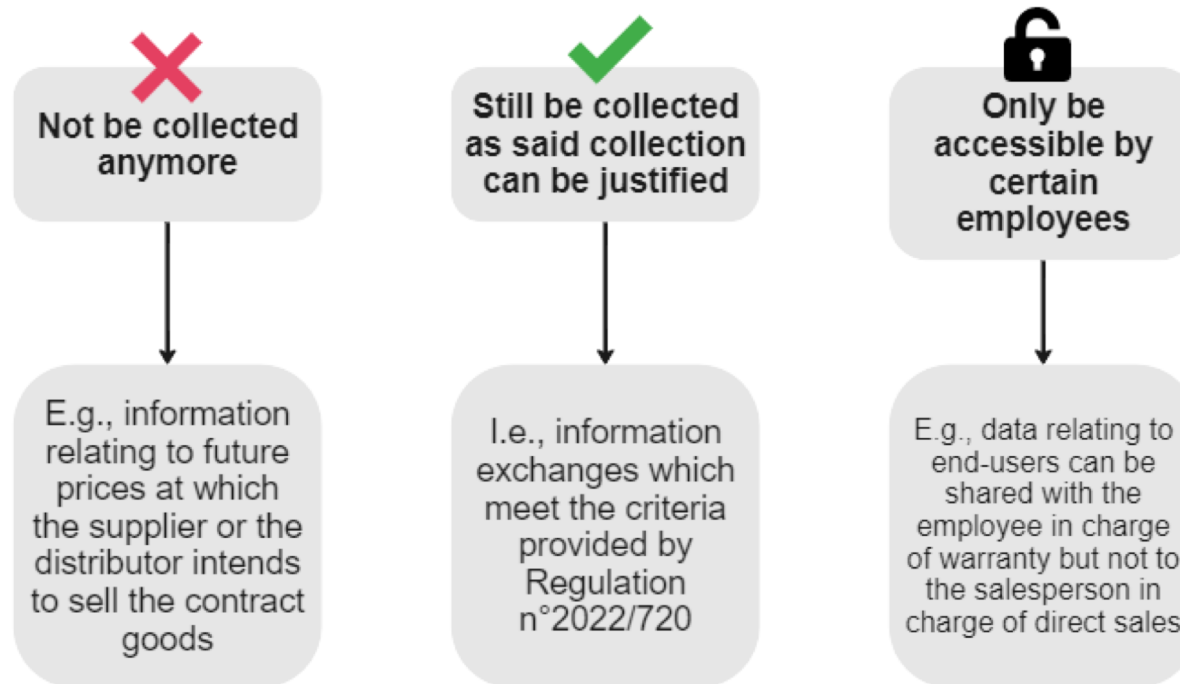 Not be collected
anymore
Still be collected
as said collection
can be justified
Only be
accessible by
certain
employees
E.g., information
relating to future
prices at which
the supplier or the
distributor intends
to sell the contract
goods
I.e., information
exchanges which
meet the criteria
provided by
Regulation
n°2022/720
E.g., data relating to
end-users can be
shared with the
employee in charge
of warranty but not to
the salesperson in
charge of direct sales